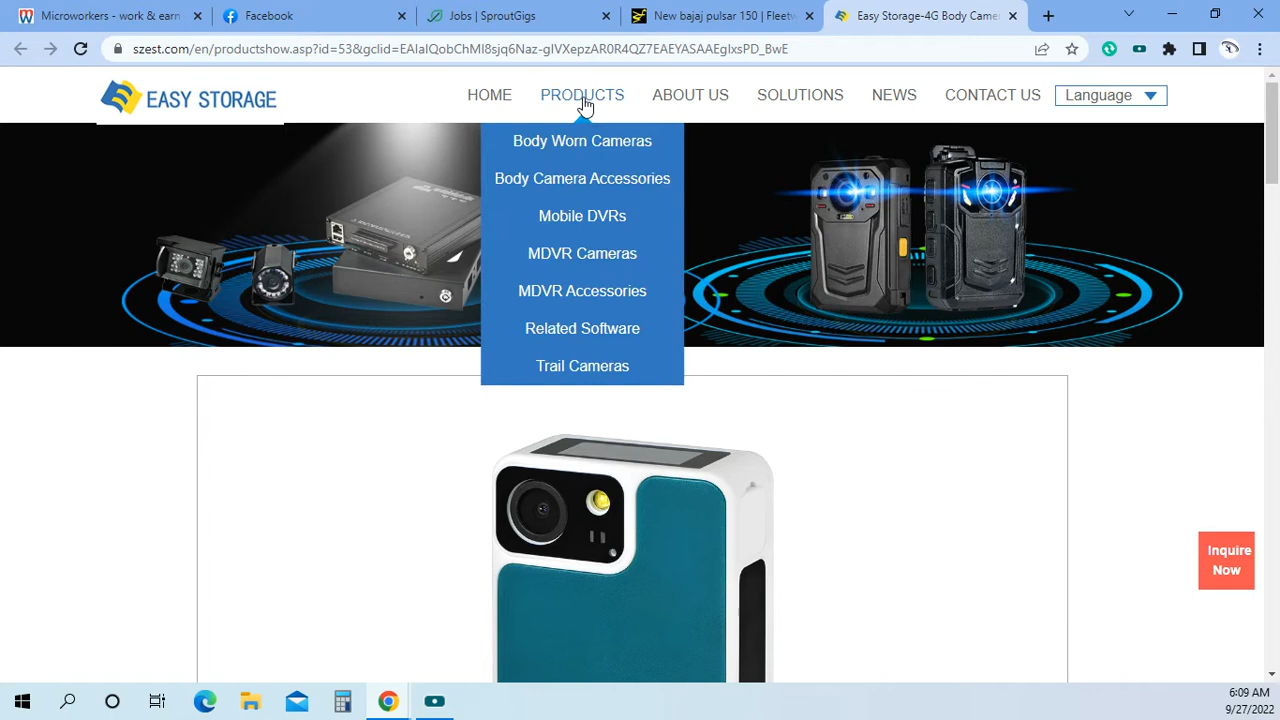 Microworkers - work & earn
Facebook
Jobs | SproutGigs
New bajaj pulsar 150 | Fleetw
Easy Storage-4G Body Camer
szest.com/en/productshow.asp?id=53&gclid=EAIaIQobChMI8sjq6Naz-gIVXepzAR0R4QZ7EAEYASAAEgIxsPD_BwE
EASY STORAGE
HOME
PRODUCTS
ABOUT US
SOLUTIONS
NEWS
CONTACT US
Language
Body Worn Cameras
Body Camera Accessories
Mobile DVRs
MDVR Cameras
MDVR Accessories
Related Software
Trail Cameras
Inquire
Now
6:09 AM
9/27/2022